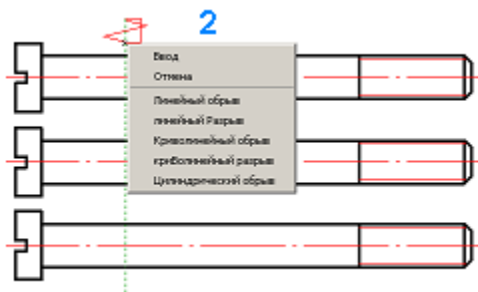 2
Ввод
Отмена
Линейный обрыв
линейный Разрыв
Криволинейный обрыв
криВолинейный разрыв
Цилиндрический обрыв